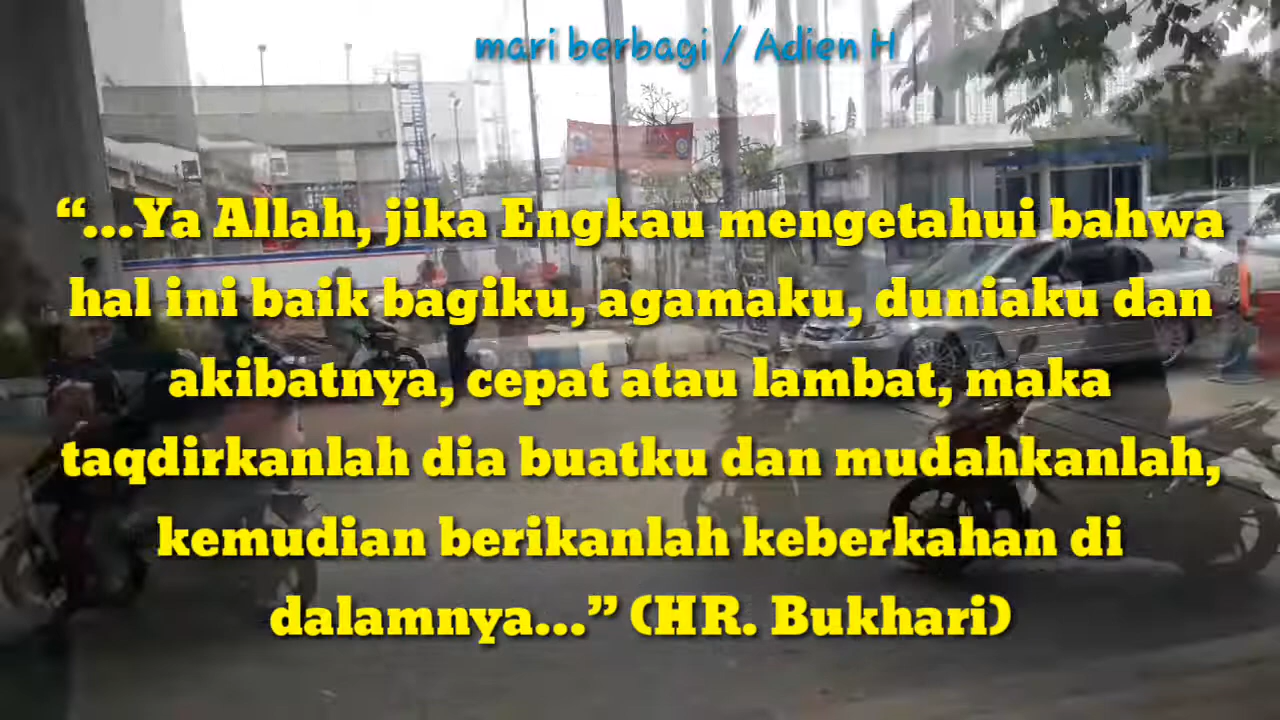 mari berbagi / Adien H
“...Ya Allah, jika Engkau mengetahui bahwa
hal ini baik bagiku, agamaku, duniaku dan
akibatnya, cepat atau lambat, maka
taqdirkanlah dia buatku dan mudahkanlah,
kemudian berikanlah keberkahan di
dalamnya...” (HR. Bukhari)